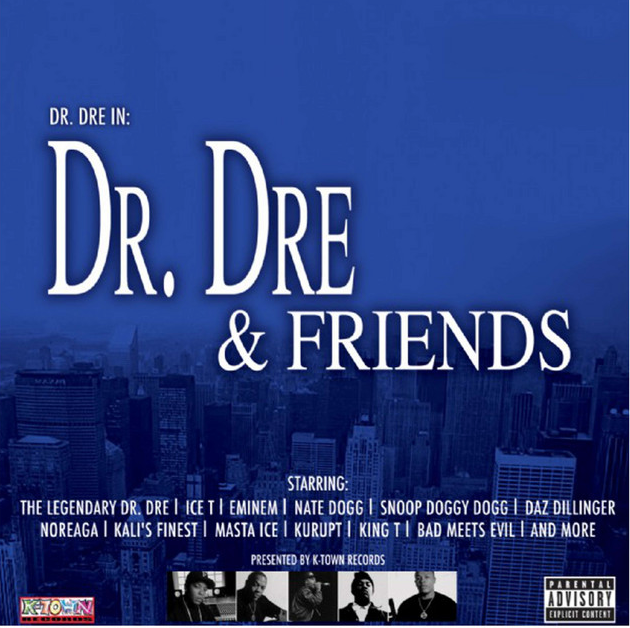 DR. DRE IN:
DR. DRE
& FRIENDS
STARRING:
THE LEGENDARY DR. DRE | ICE T | EMINEM | NATE DOGG | SNOOP DOGGY DOGG | DAZ DILLINGER
NOREAGA | KALI'S FINEST | MASTA ICE | KURUPT | KING T | BAD MEETS EVIL | AND MORE
PRESENTED BY K-TOWN RECORDS
K-TOWN
RECORDS
PARENTAL
ADVISORY
EXPLICIT CONTENT